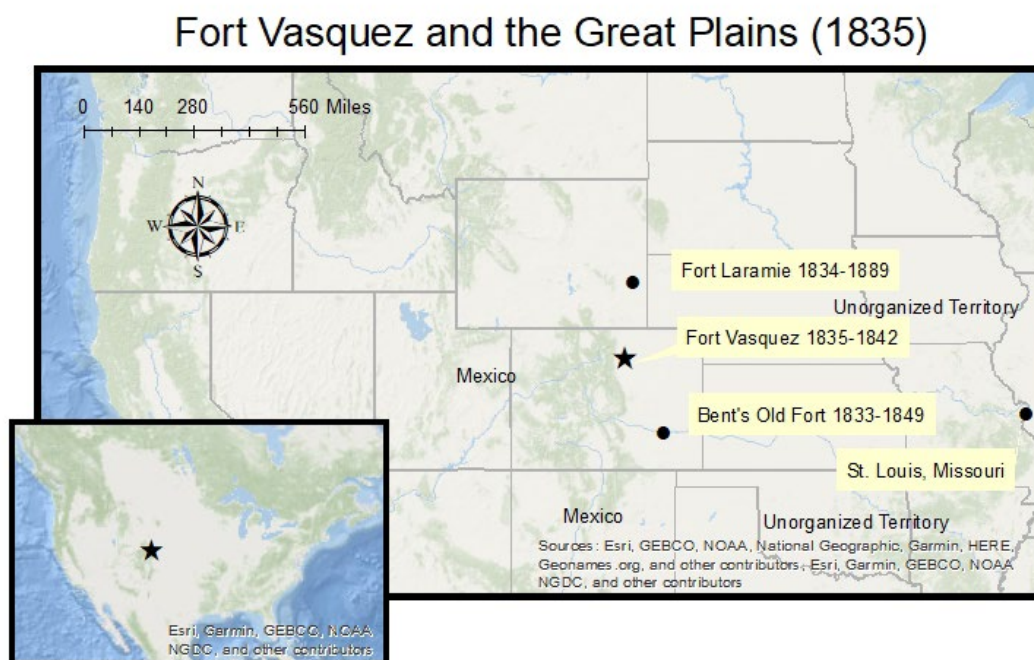 Fort Vasquez and the Great Plains (1835)
0 140 280 560 Miles
N
W E
S
Fort Laramie 1834-1889
Unorganized Territory
Fort Vasquez 1835-1842
Mexico
Bent's Old Fort 1833-1849
St. Louis, Missouri
Mexico
Unorganized Territory
Sources: Esri, GEBCO, NOAA, National Geographic, Garmin, HERE,
Geonames.org, and other contributors, Esri, Garmin, GEBCO, NOAA
NGDC, and other contributors
Esri, Garmin, GEBCO, NOAA
NGDC, and other contributors